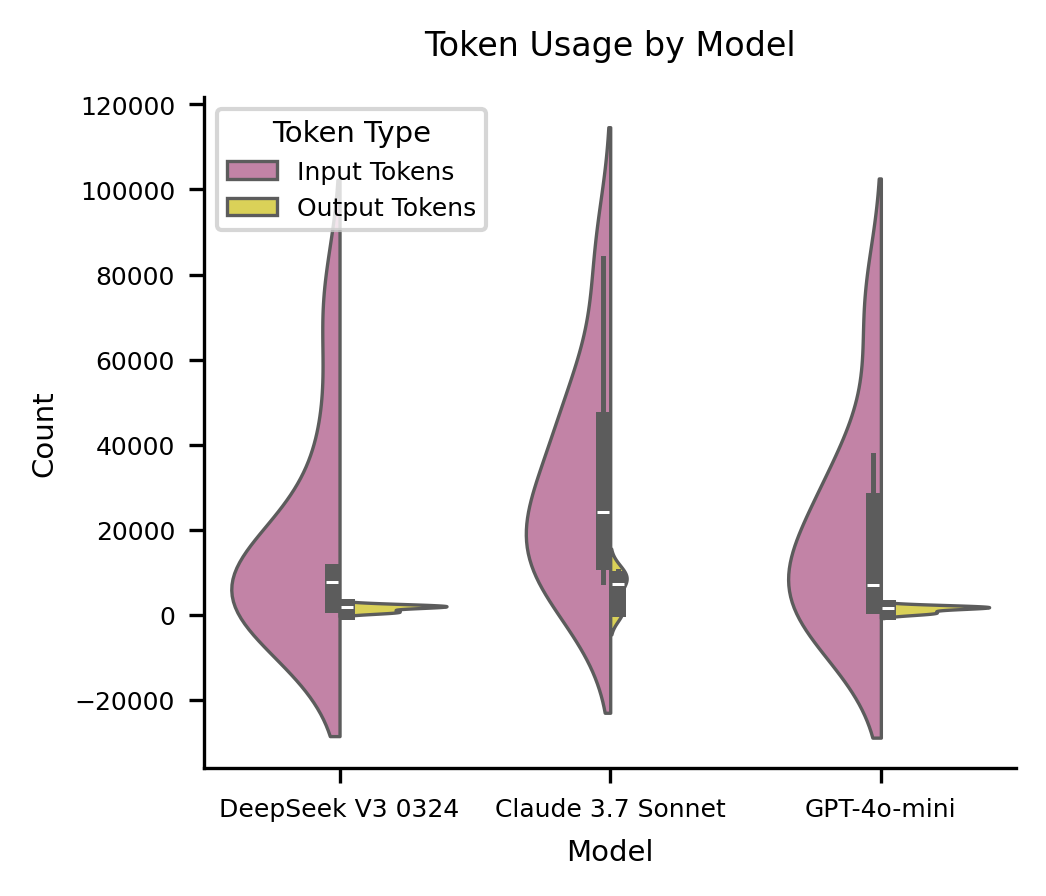 Token Usage by Model
Token Type
Input Tokens
Output Tokens
120000
100000
80000
60000
40000
20000
0
−20000
Count
DeepSeek V3 0324
Claude 3.7 Sonnet
GPT-4o-mini
Model